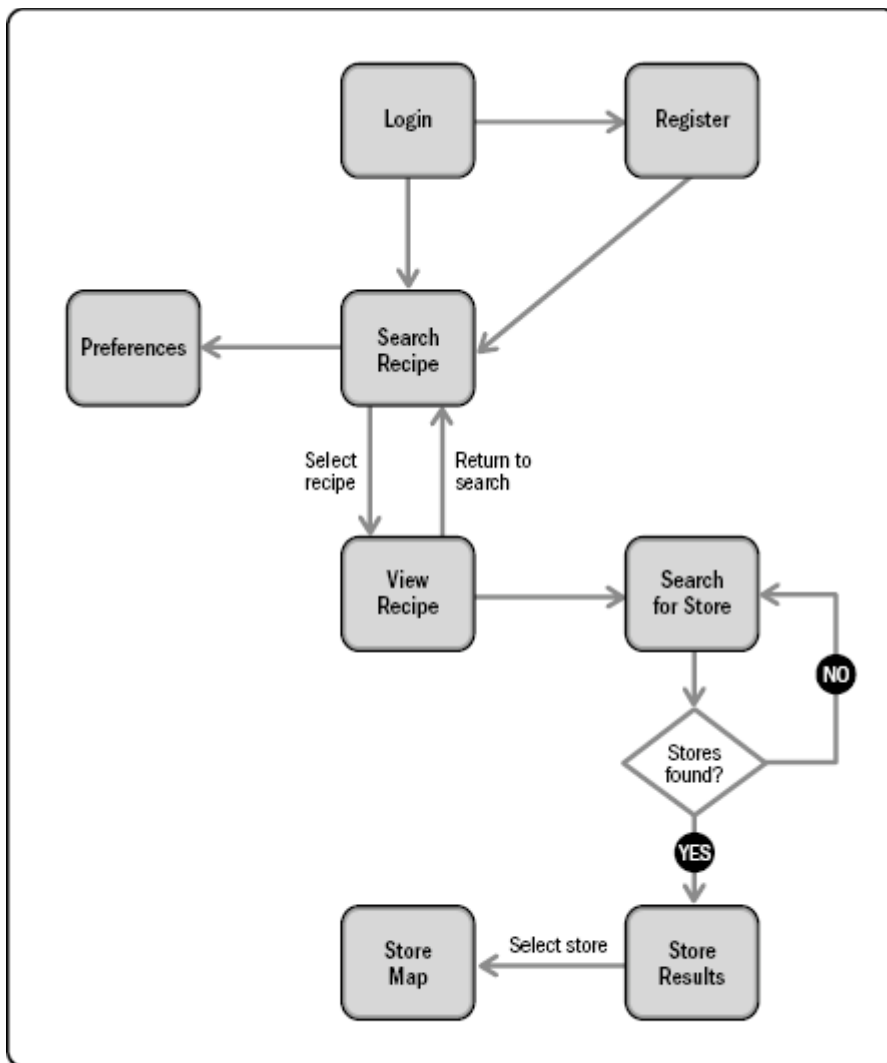 Login
Register
Preferences
Search
Recipe
Select
recipe
Return to
search
View
Recipe
Search
for Store
NO
Stores
found?
YES
Store
Map
Select store
Store
Results